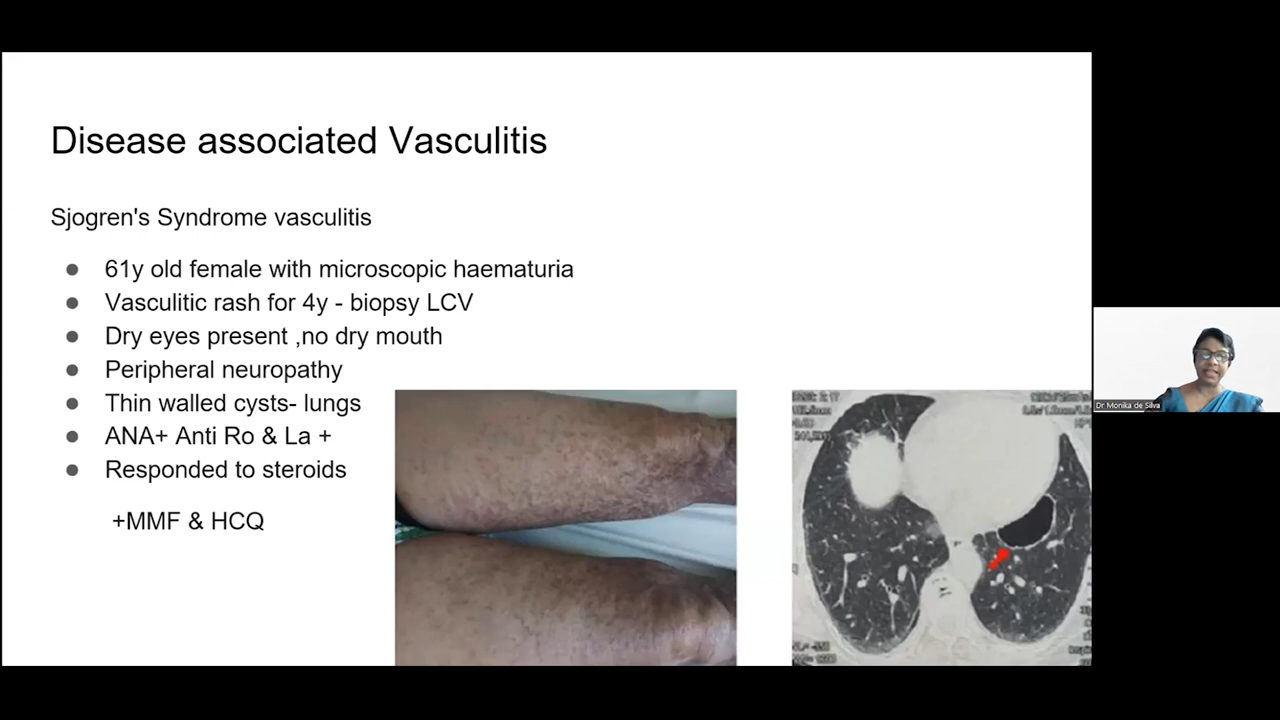 Disease associated Vasculitis
Sjogren's Syndrome vasculitis
61y old female with microscopic haematuria
Vasculitic rash for 4y - biopsy LCV
Dry eyes present ,no dry mouth
Peripheral neuropathy
Thin walled cysts- lungs
ANA+ Anti Ro & La +
Responded to steroids
+MMF & HCQ
Dr Monika de Silva